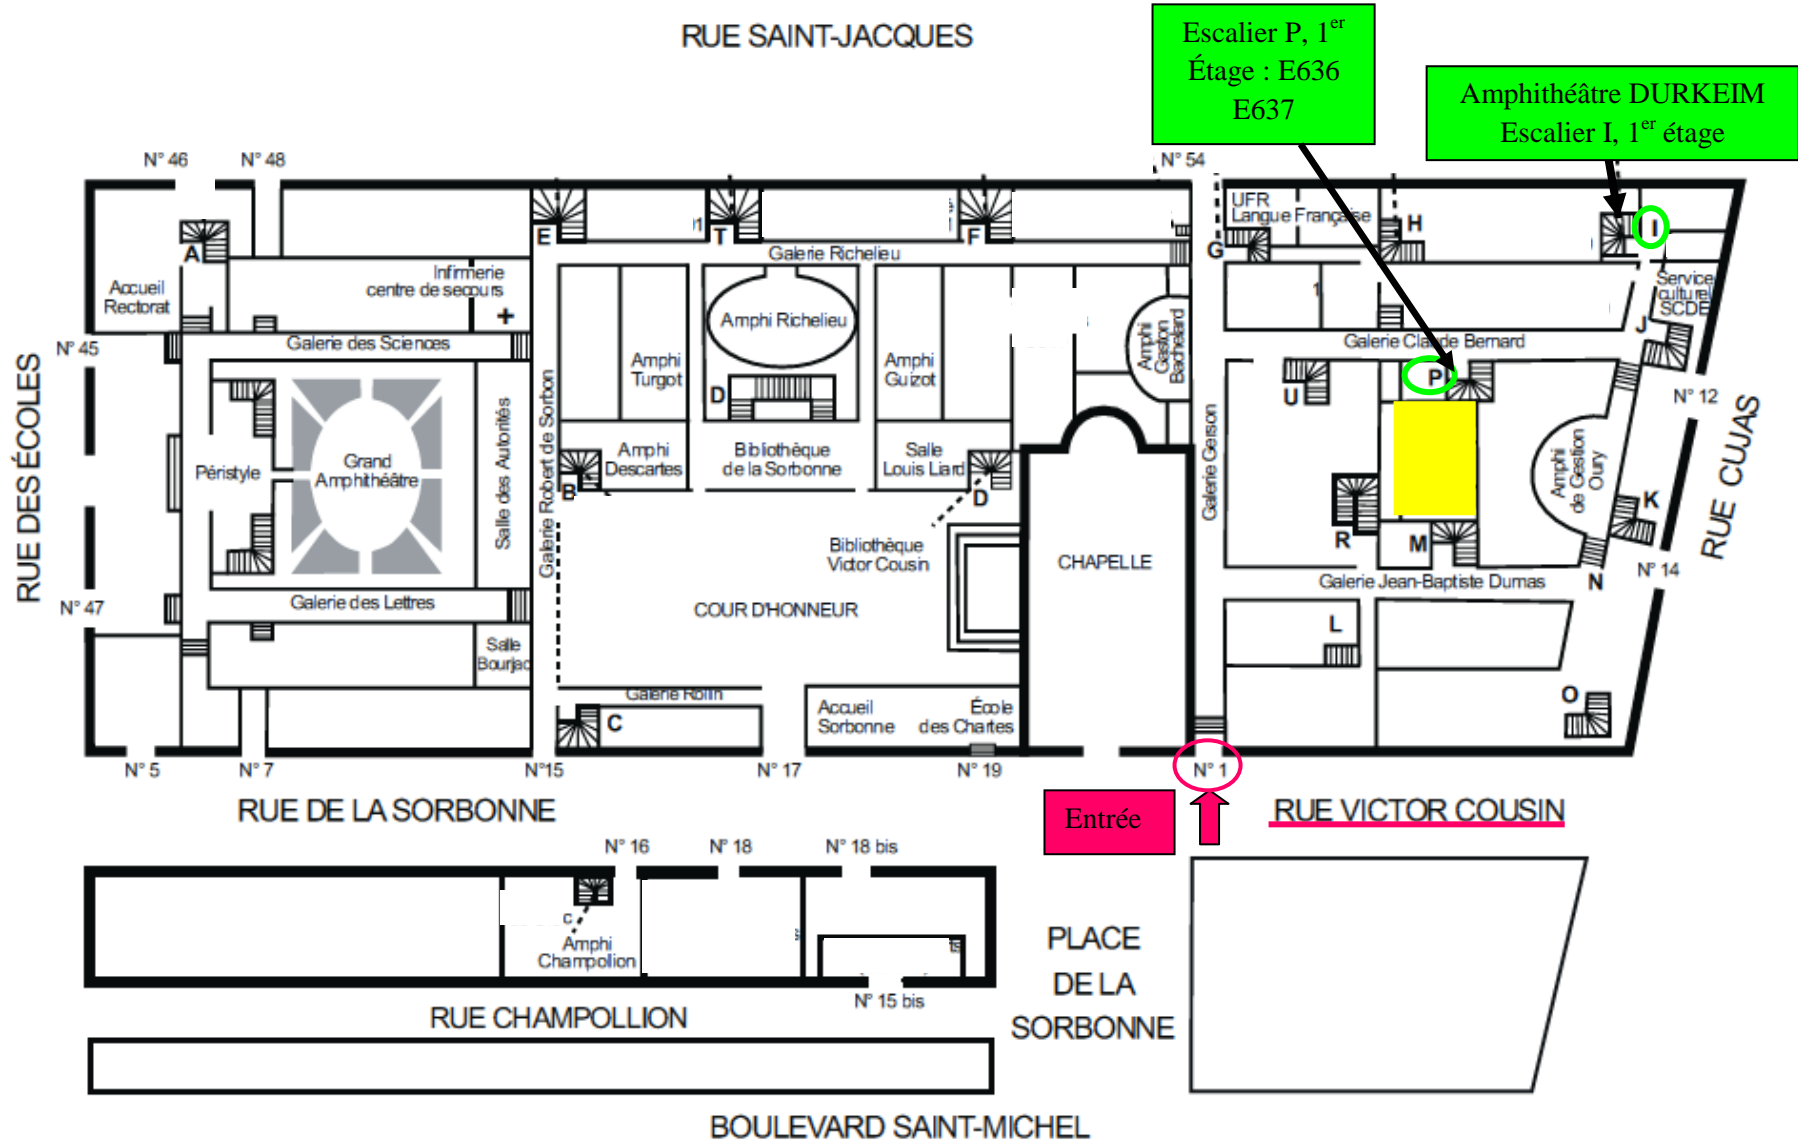 RUE SAINT-JACQUES
Escalier P, 1er
Étage : E636
E637
Amphithéâtre DURKEIM
Escalier I, 1er étage
N° 46
N° 48
N° 54
UFR
Langue Française
A
E
T
F
G
H
I
Galerie Richelieu
Infirmerie
centre de secours
+
Accueil
Rectorat
Amphi Richelieu
Amphi
Gaston
Bachelard
1
Service
culturel
SCDE
J
N° 45
Galerie des Sciences
Galerie Claude Bernard
Amphi
Turgot
Amphi
Guizot
D
U
P
N° 12
RUE DES ÉCOLES
Péristyle
Grand
Amphithéâtre
Salle des Autorités
Galerie Robert de Sorbon
Amphi
Descartes
Bibliothèque
de la Sorbonne
Salle
Louis Liard
B
D
Galerie Gerson
Amphi
de Gestion
Oury
K
RUE CUJAS
R
M
Bibliothèque
Victor Cousin
CHAPELLE
N° 14
N
Galerie Jean-Baptiste Dumas
N° 47
Galerie des Lettres
COUR D'HONNEUR
L
Salle
Bourjac
Galerie Rollin
C
Accueil
Sorbonne
École
des Chartes
O
N° 5
N° 7
N°15
N° 17
N° 19
N° 1
RUE DE LA SORBONNE
Entrée
RUE VICTOR COUSIN
N° 16
N° 18
N° 18 bis
c
Amphi
Champolion
ts
N° 15 bis
PLACE
DE LA
SORBONNE
RUE CHAMPOLLION
BOULEVARD SAINT-MICHEL